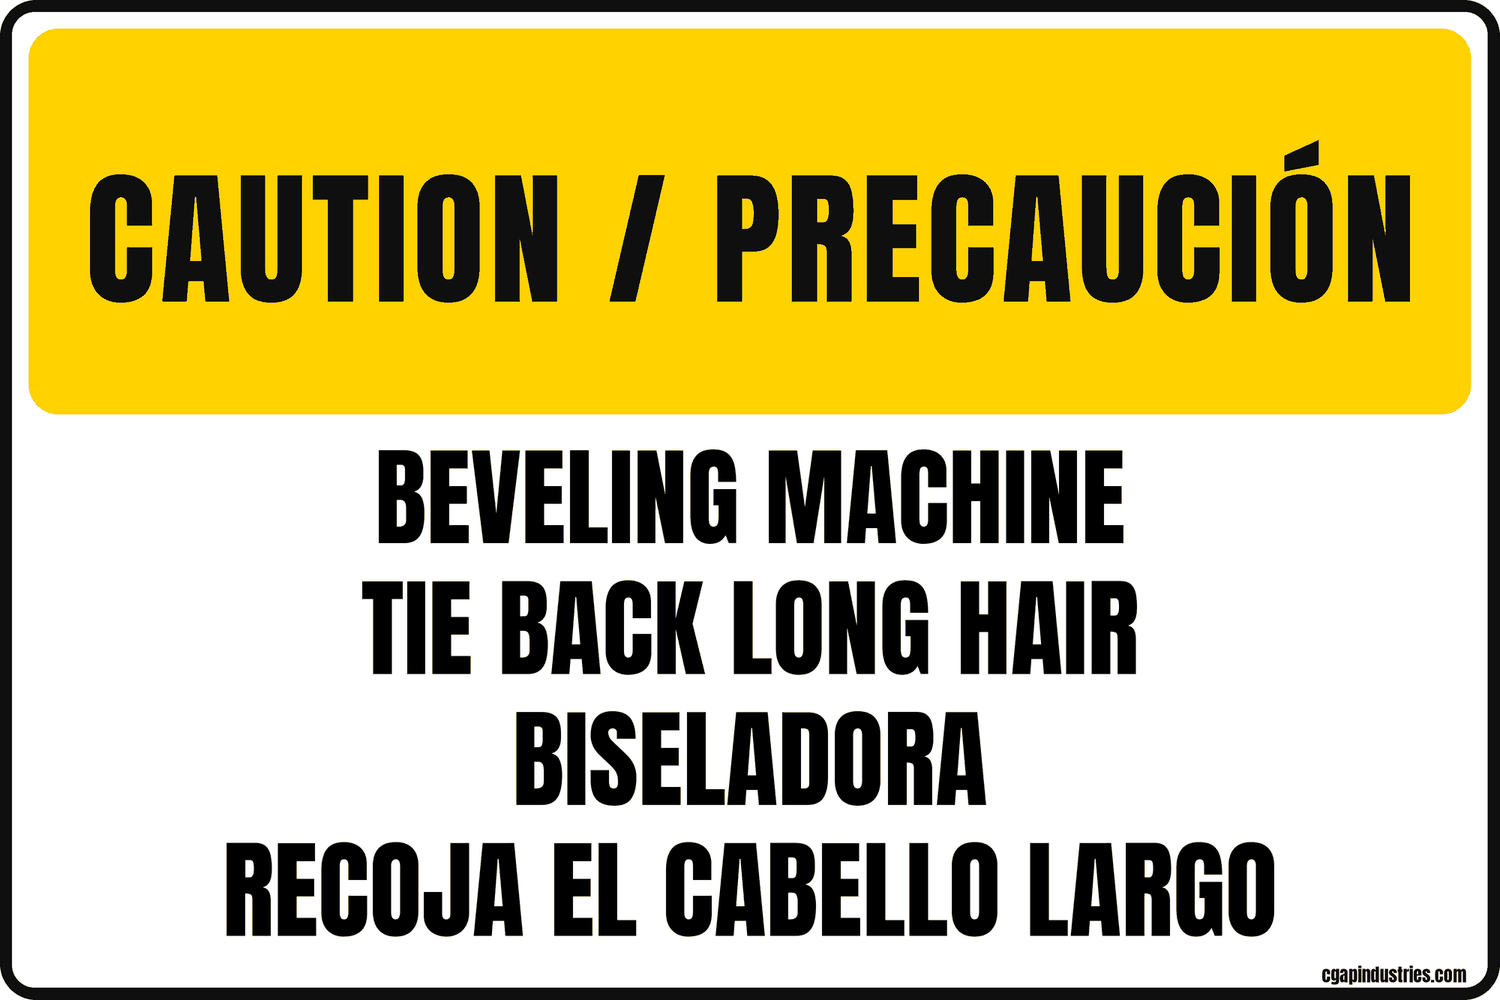 CAUTION / PRECAUCIÓN
BEVELING MACHINE
TIE BACK LONG HAIR
BISELADORA
RECOJA EL CABELLO LARGO
cgapindustries.com